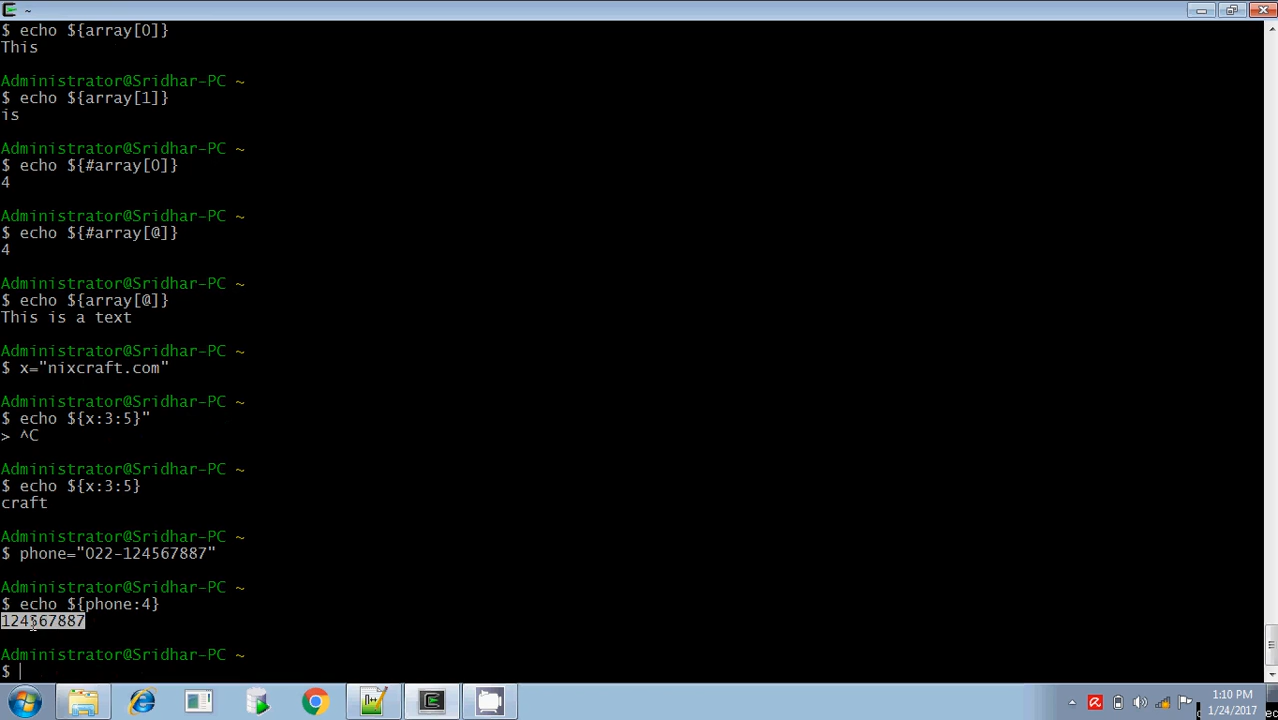 ~
$ echo ${array[0]}
This
Administrator@Sridhar-PC ~
$ echo ${array[1]}
is
Administrator@Sridhar-PC ~
$ echo ${#array[0]}
4
Administrator@Sridhar-PC ~
$ echo ${#array[@]}
4
Administrator@Sridhar-PC ~
$ echo ${array[@]}
This is a text
Administrator@Sridhar-PC ~
$ x="nixcraft.com"
Administrator@Sridhar-PC ~
$ echo ${x:3:5}"
> ^C
Administrator@Sridhar-PC ~
$ echo ${x:3:5}
craft
Administrator@Sridhar-PC ~
$ phone="022-124567887"
Administrator@Sridhar-PC ~
$ echo ${phone:4}
124567887
Administrator@Sridhar-PC ~
$
1:10 PM
1/24/2017